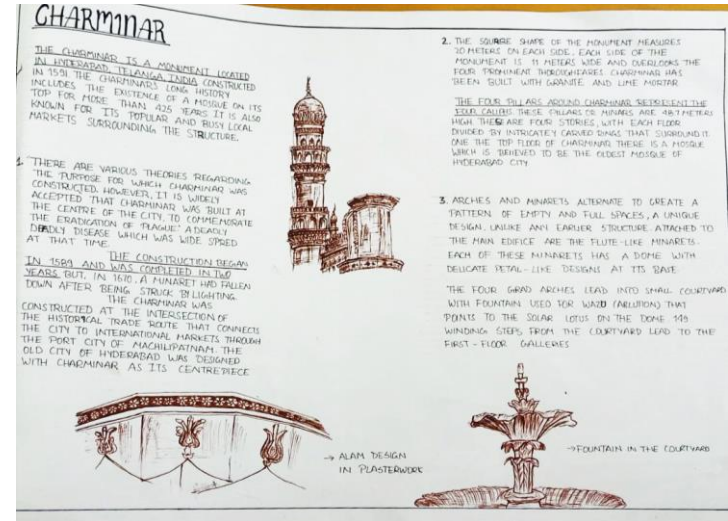 CHARMINAR
THE CHARMINAR IS A MONUMENT LOCATED
IN HYDERABAD TELANGA, INDIA CONSTRUCTED
IN 1591 THE CHARMINARS LONG HISTORY
INCLUDES THE EXISTENCE OF A MOSQUE ON ITS
TOP FOR MORE THAN 425 YEARS IT IS ALSO
KNOWN FOR ITS POPULAR AND BUSY LOCAL
MARKETS SURROUNDING THE STRUCTURE.
1. THERE ARE VARIOUS THEORIES REGARDING
THE PURPOSE FOR WHICH CHARMINAR WAS
CONSTRUCTED. HOWEVER, IT IS WIDELY
ACCEPTED THAT CHARMINAR WAS BUILT AT
THE CENTRE OF THE CITY, TO COMMEMORATE
THE ERADICATION OF 'PLAGUE' A DEADLY
DEADLY DISEASE WHICH WAS WIDE SPRED
AT THAT TIME.
THE CONSTRUCTION BEGAN
IN 1589 AND WAS COMPLETED IN TWO
YEARS. BUT, IN 1670, A MINARET HAD FALLEN
DOWN AFTER BEING STRUCK BY LIGHTING.
THE CHARMINAR WAS
CONSTRUCTED AT THE INTERSECTION OF
THE HISTORICAL TRADE ROUTE THAT CONNECTS
THE CITY TO INTERNATIONAL MARKETS THROUGH
THE PORT CITY OF MACHILIPATNAM. THE
OLD CITY OF HYDERABAD WAS DESIGNED
WITH CHARMINAR AS ITS CENTREPIECE
2. THE SQUARE SHAPE OF THE MONUMENT MEASURES
20 METERS ON EACH SIDE. EACH SIDE OF THE
MONUMENT IS 11 METERS WIDE AND OVERLOOKS THE
FOUR PROMINENT THOROUGHFARES. CHARMINAR HAS
BEEN BUILT WITH GRANITE AND LIME MORTAR
THE FOUR PILLARS AROUND CHARMINAR REPRESENT THE
FOUR CALIPHS THESE PILLARS OR MINARS ARE 48.7 METERS
HIGH. THESE ARE FOUR STORIES, WITH EACH FLOOR
DIVIDED BY INTRICATELY CARVED RINGS THAT SURROUND IT
ONE THE TOP FLOOR OF CHARMINAR THERE IS A MOSQUE
WHICH IS BELIEVED TO BE THE OLDEST MOSQUE OF
HYDERABAD CITY
3. ARCHES AND MINARETS ALTERNATE TO CREATE A
PATTERN OF EMPTY AND FULL SPACES, A UNIQUE
DESIGN, UNLIKE ANY EARLIER STRUCTURE. ATTACHED TO
THE MAIN EDIFICE ARE THE FLUTE-LIKE MINARETS.
EACH OF THESE MINARETS HAS A DOME WITH
DELICATE PETAL-LIKE DESIGNS AT ITS BASE
THE FOUR GRAD ARCHES LEAD INTO SMALL COURTYARD
WITH FOUNTAIN USED FOR WAZU (ABLUTION) THAT
POINTS TO THE SOLAR LOTUS ON THE DOME 149
WINDING STEPS FROM THE COURTYARD LEAD TO THE
FIRST-FLOOR GALLERIES
→ ALAM DESIGN
IN PLASTERWORK
→ FOUNTAIN IN THE COURTYARD